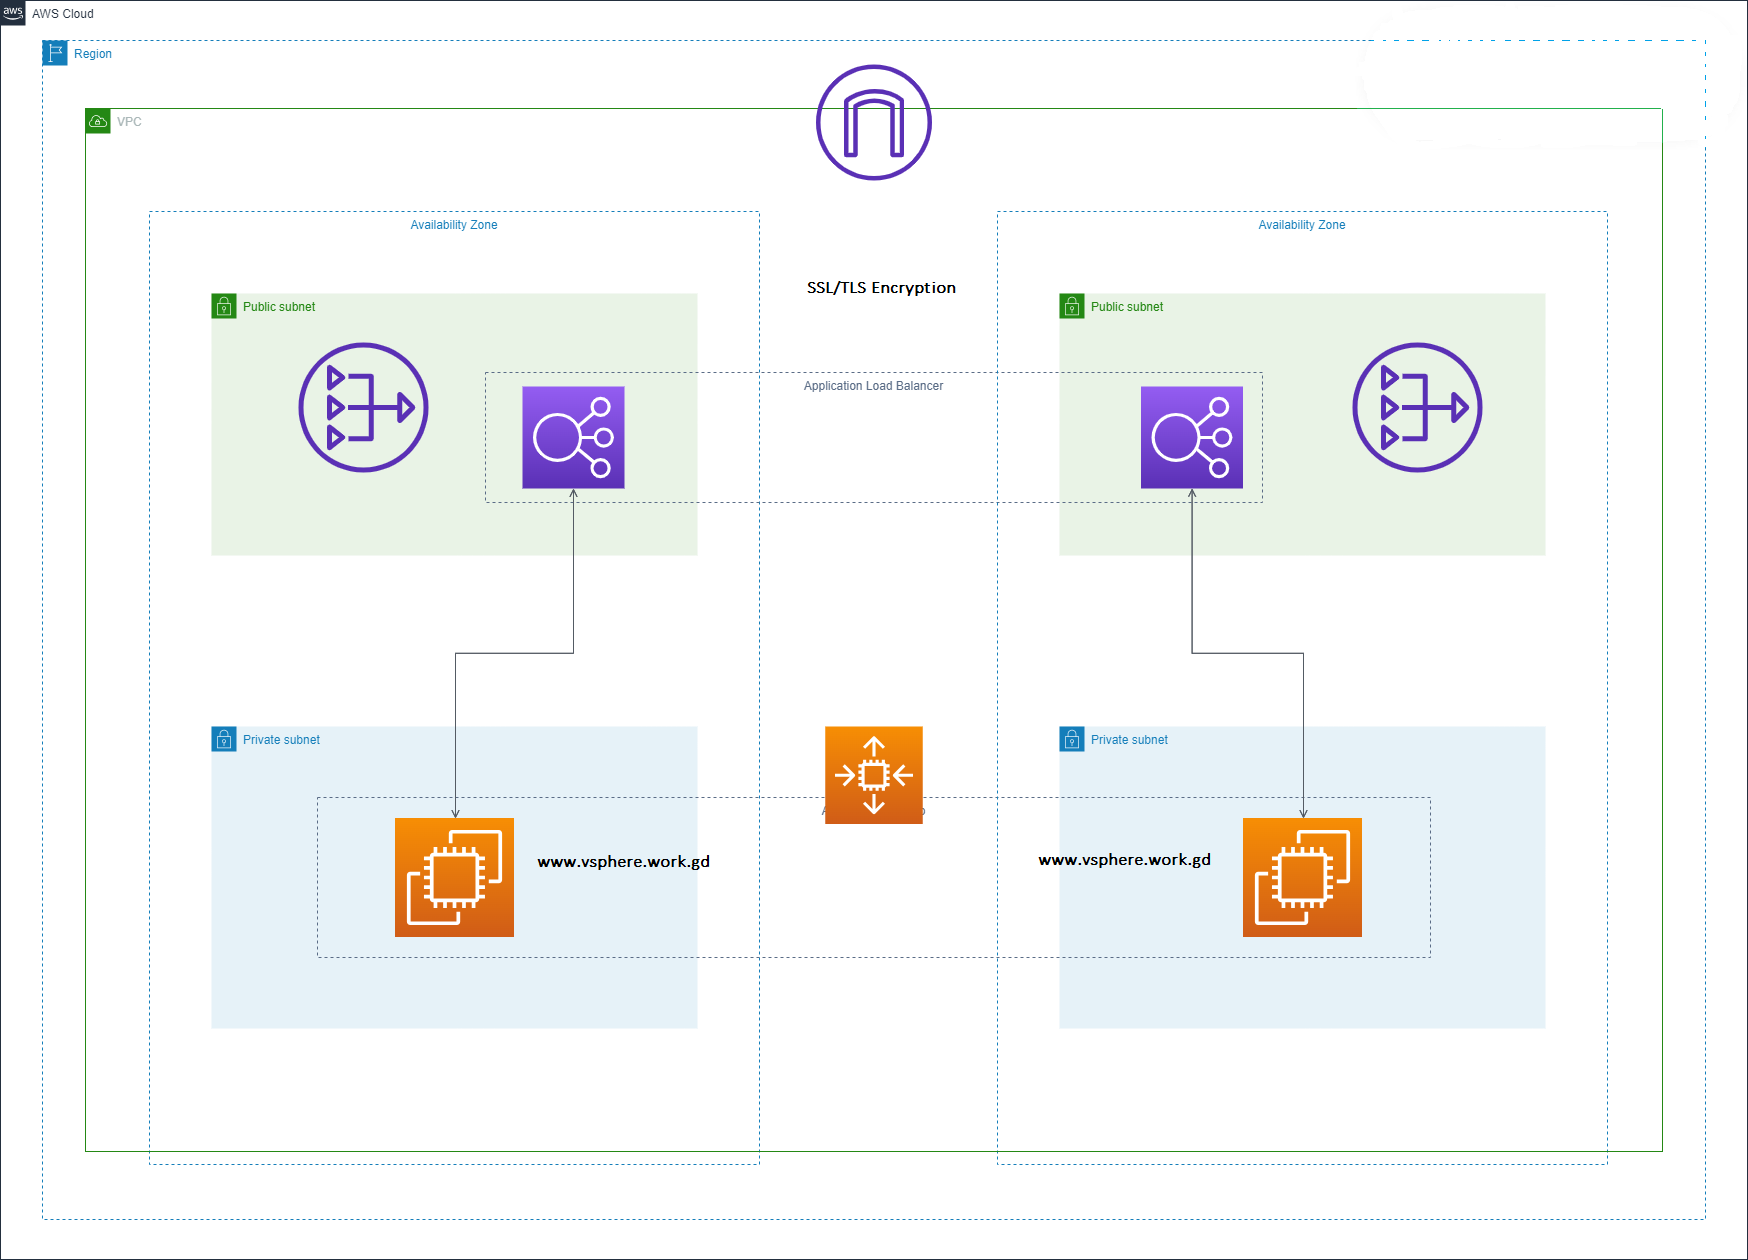 aws
AWS Cloud
Region
VPC
Availability Zone
Availability Zone
SSL/TLS Encryption
Public subnet
Public subnet
Application Load Balancer
Private subnet
Private subnet
www.vsphere.work.gd
www.vsphere.work.gd